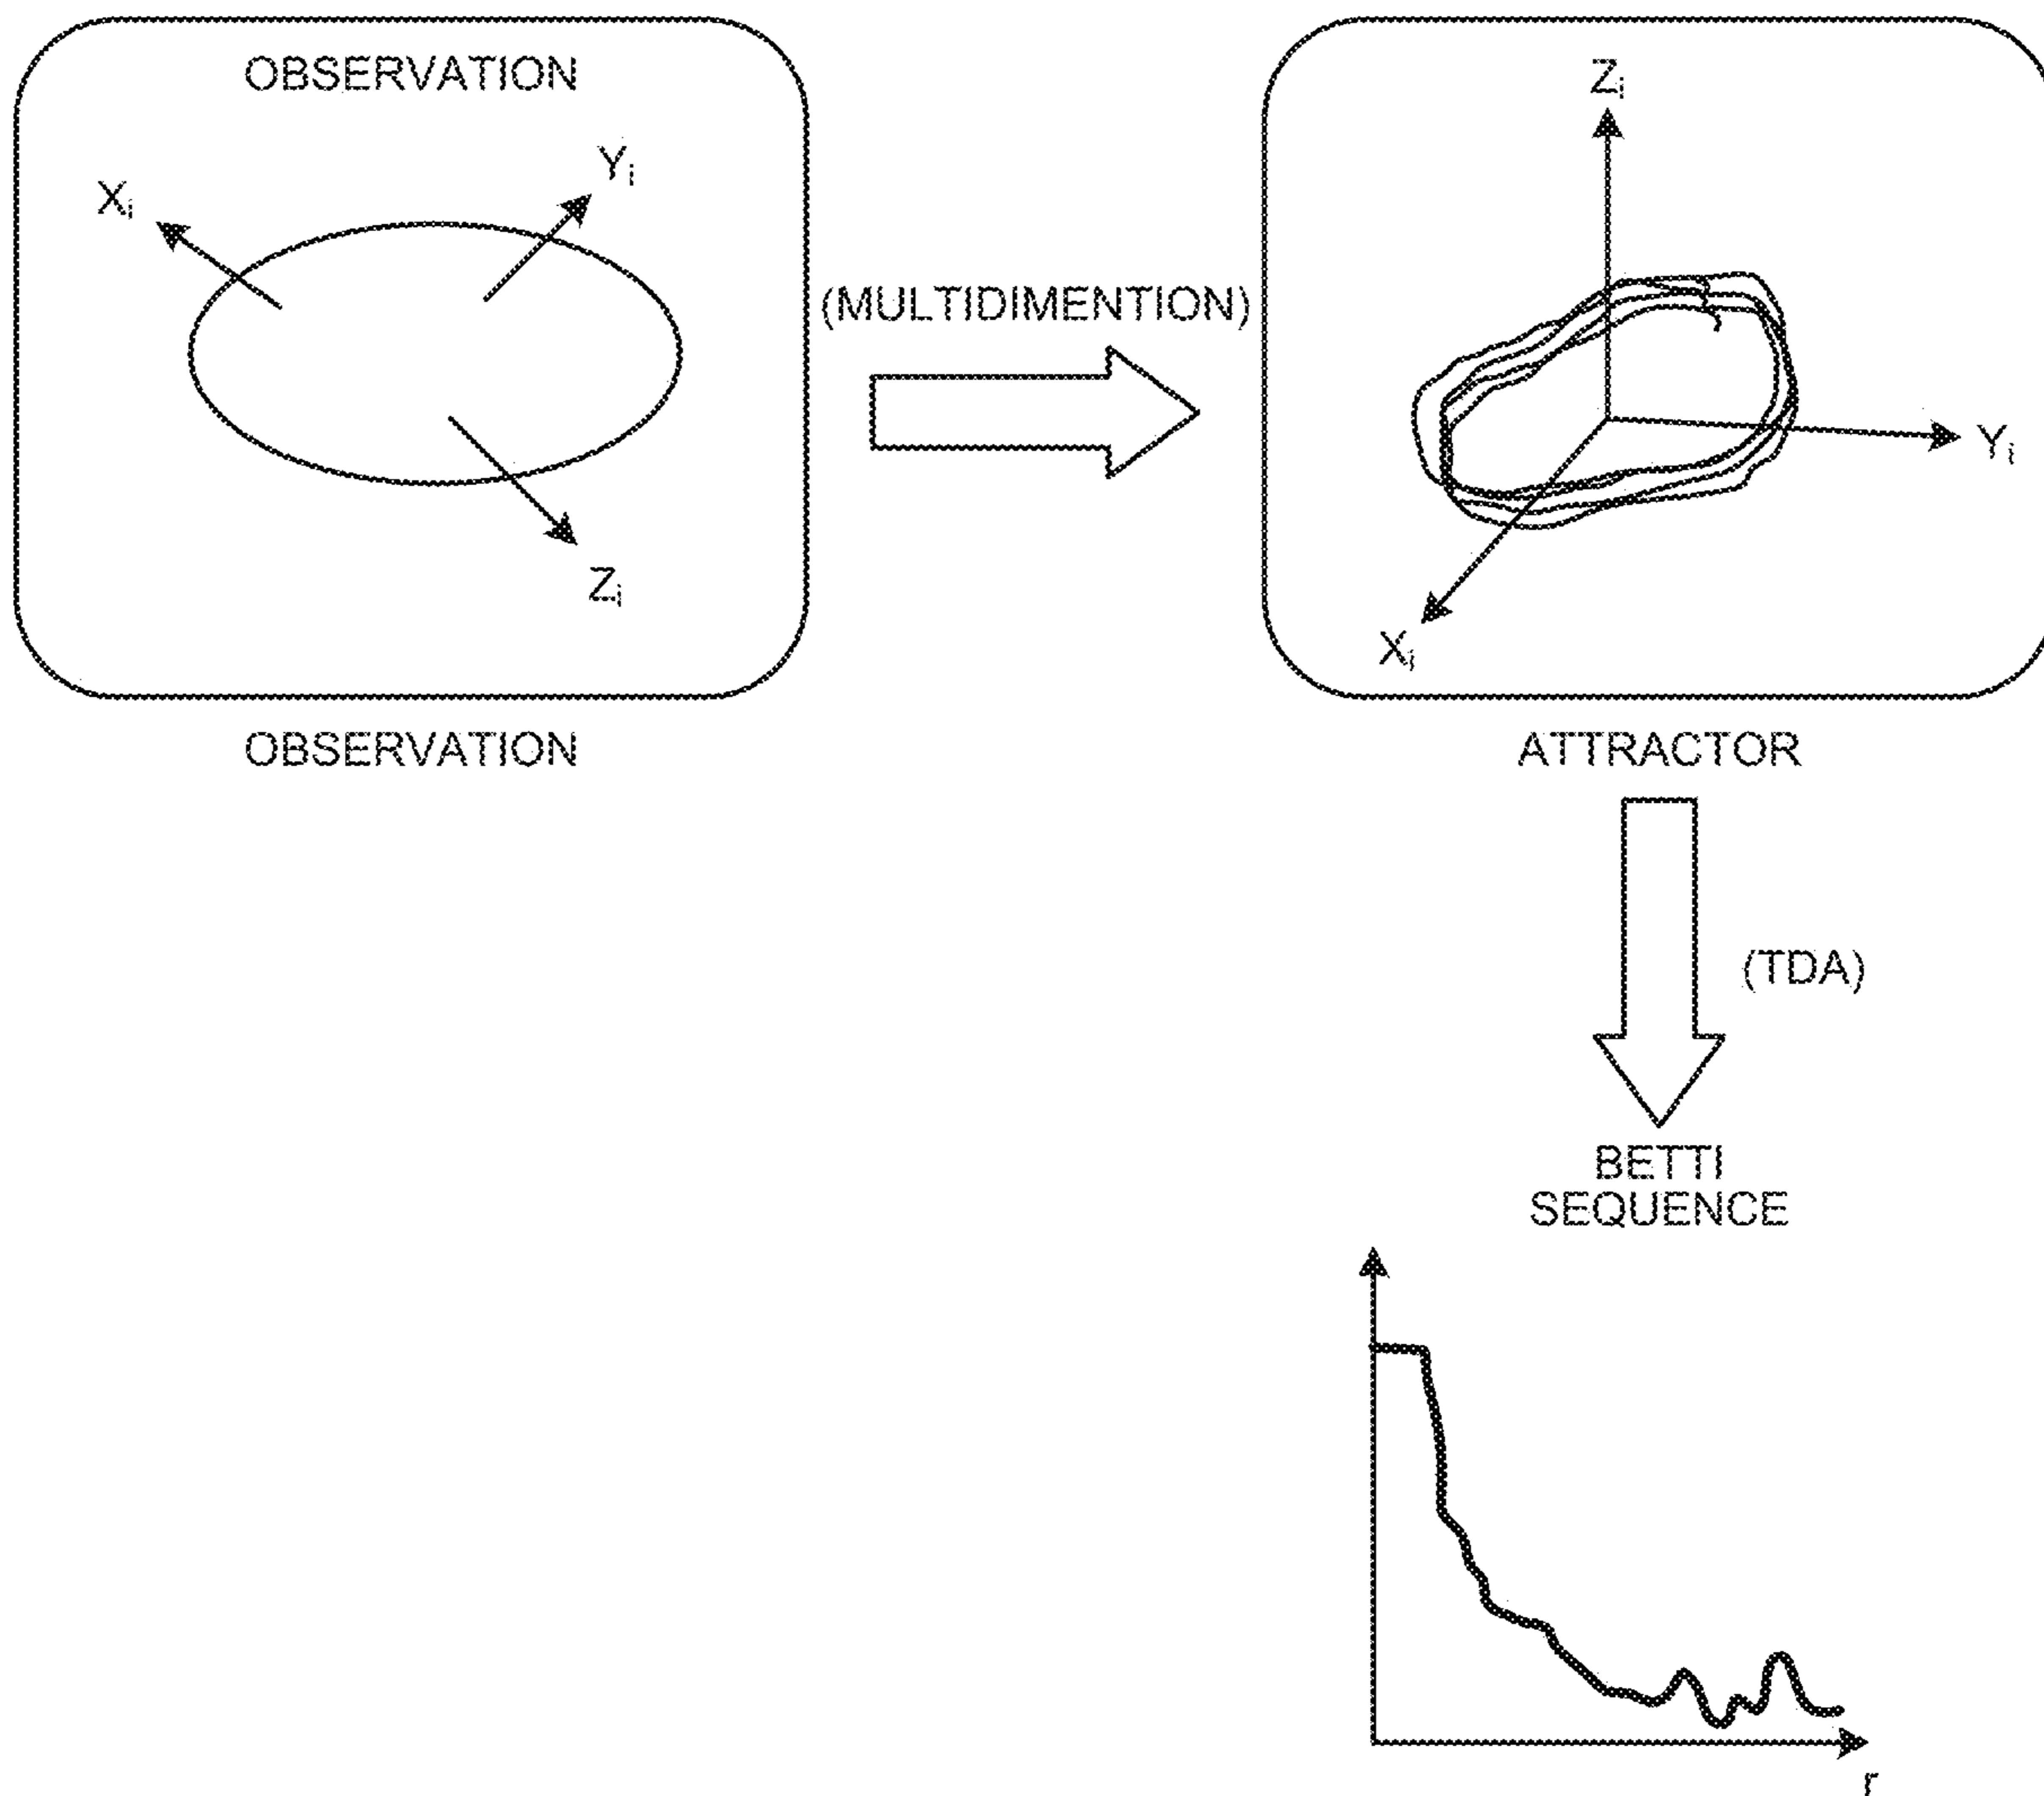 OBSERVATION
Xᵢ
Yᵢ
Zᵢ
OBSERVATION
(MULTIDIMENTION)
Zᵢ
Yᵢ
Xᵢ
ATTRACTOR
(TDA)
BETTI
SEQUENCE
r